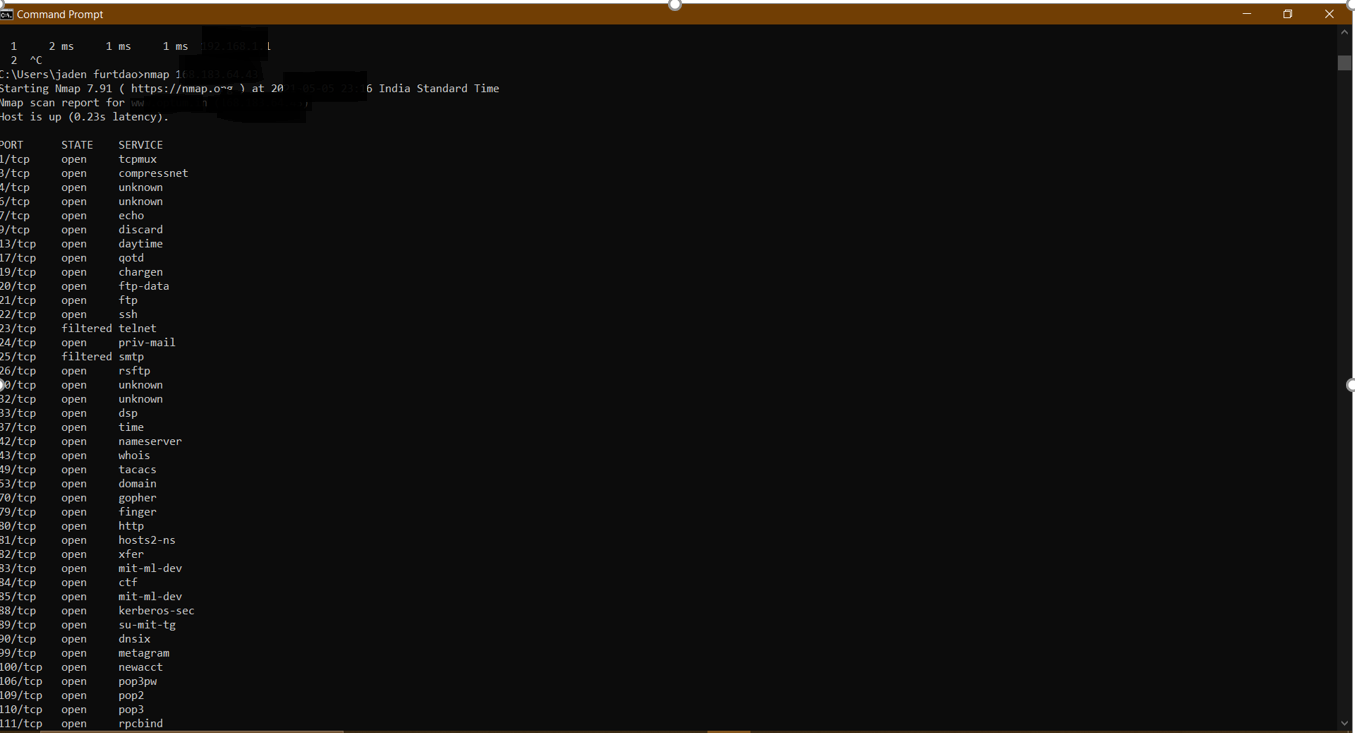 Command Prompt
1 2 ms 1 ms 1 ms 192.168.1.1
2 ^C
C:\Users\jaden furtdao>nmap 16
Starting Nmap 7.91 ( https://nmap.org ) at 20 6 India Standard Time
Nmap scan report for ww
Host is up (0.23s latency).
PORT STATE SERVICE
1/tcp open tcpmux
3/tcp open compressnet
4/tcp open unknown
6/tcp open unknown
7/tcp open echo
9/tcp open discard
13/tcp open daytime
17/tcp open qotd
19/tcp open chargen
20/tcp open ftp-data
21/tcp open ftp
22/tcp open ssh
23/tcp filtered telnet
24/tcp open priv-mail
25/tcp filtered smtp
26/tcp open rsftp
0/tcp open unknown
32/tcp open unknown
33/tcp open dsp
37/tcp open time
42/tcp open nameserver
43/tcp open whois
49/tcp open tacacs
53/tcp open domain
70/tcp open gopher
79/tcp open finger
80/tcp open http
81/tcp open hosts2-ns
82/tcp open xfer
83/tcp open mit-ml-dev
84/tcp open ctf
85/tcp open mit-ml-dev
88/tcp open kerberos-sec
89/tcp open su-mit-tg
90/tcp open dnsix
99/tcp open metagram
100/tcp open newacct
106/tcp open pop3pw
109/tcp open pop2
110/tcp open pop3
111/tcp open rpcbind